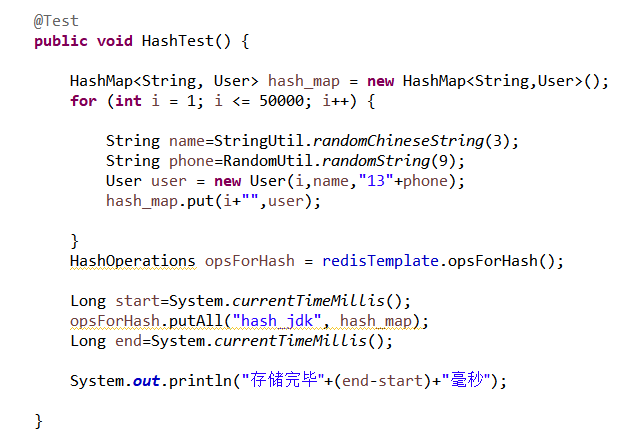 @Test
public void HashTest() {
HashMap<String, User> hash_map = new HashMap<String,User>();
for (int i = 1; i <= 50000; i++) {
String name=StringUtil.randomChineseString(3);
String phone=RandomUtil.randomString(9);
User user = new User(i,name,"13"+phone);
hash_map.put(i+"",user);
}
HashOperations opsForHash = redisTemplate.opsForHash();
Long start=System.currentTimeMillis();
opsForHash.putAll("hash_jdk", hash_map);
Long end=System.currentTimeMillis();
System.out.println("存储完毕"+(end-start)+"毫秒");
}